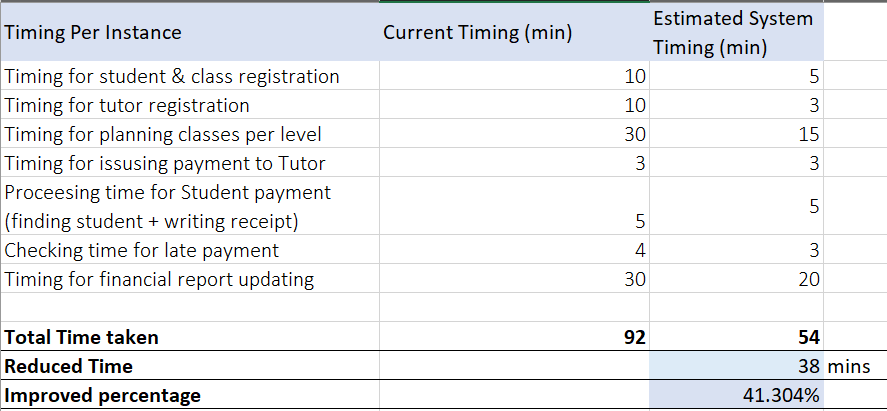 Timing Per Instance Current Timing (min) Estimated System
Timing (min)
Timing for student & class registration 10 5
Timing for tutor registration 10 3
Timing for planning classes per level 30 15
Timing for issusing payment to Tutor 3 3
Proceesing time for Student payment
(finding student + writing receipt) 5 5
Checking time for late payment 4 3
Timing for financial report updating 30 20
Total Time taken 92 54
Reduced Time 38 mins
Improved percentage 41.304%